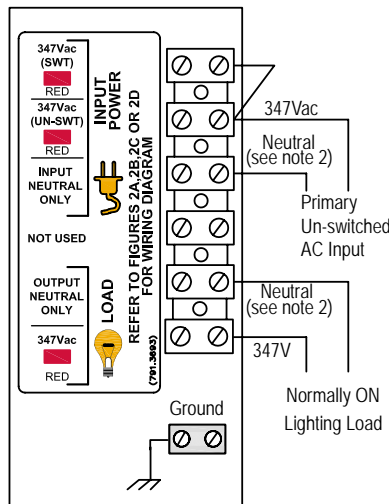 347Vac
(SWT)
RED
347Vac
(UN-SWT)
RED
INPUT
NEUTRAL
ONLY
INPUT
POWER
NOT USED
OUTPUT
NEUTRAL
ONLY
347Vac
RED
LOAD
REFER TO FIGURES 2A,2B,2C OR 2D
FOR WIRING DIAGRAM
(791.3693)
347Vac
Neutral
(see note 2)
Primary
Un-switched
AC Input
Neutral
(see note 2)
347V
Normally ON
Lighting Load
Ground